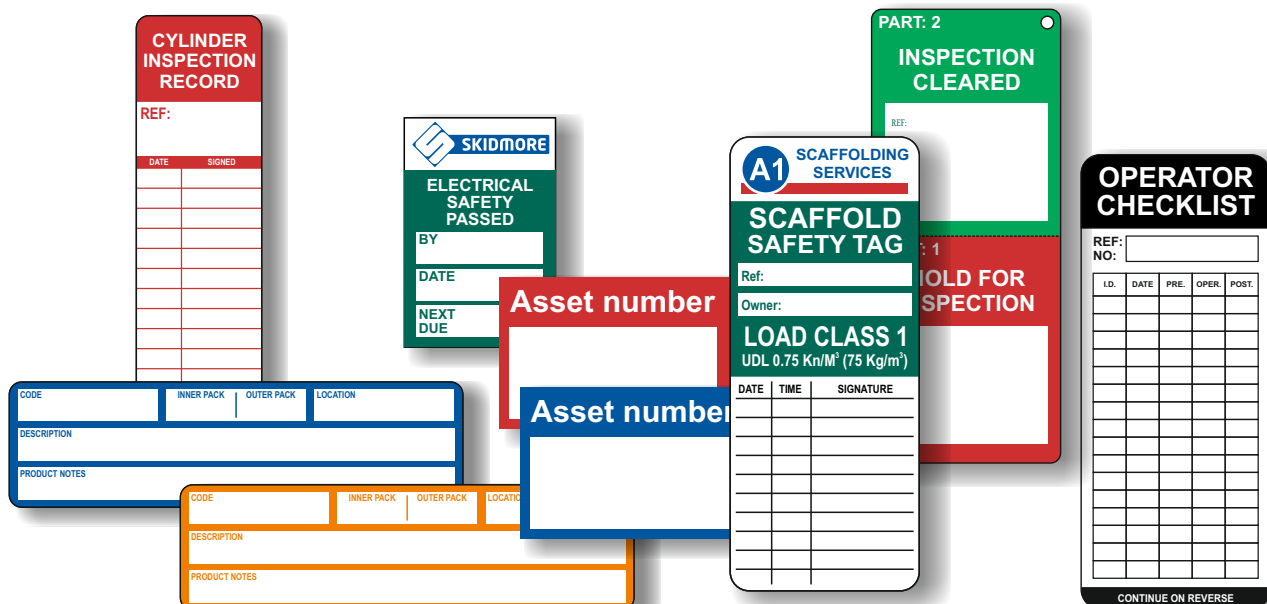 CYLINDER
INSPECTION
RECORD
REF:
DATE SIGNED
SKIDMORE
ELECTRICAL
SAFETY
PASSED
BY
DATE
NEXT
DUE
CODE INNER PACK OUTER PACK LOCATION
DESCRIPTION
PRODUCT NOTES
CODE INNER PACK OUTER PACK LOCATIO
DESCRIPTION
PRODUCT NOTES
Asset number
Asset number
A1 SCAFFOLDING
SERVICES
SCAFFOLD
SAFETY TAG
Ref:
Owner:
LOAD CLASS 1
UDL 0.75 Kn/M³ (75 Kg/m³)
DATE TIME SIGNATURE
PART: 2
INSPECTION
CLEARED
REF:
: 1
HOLD FOR
SPECTION
OPERATOR
CHECKLIST
REF:
NO:
I.D. DATE PRE. OPER. POST.
CONTINUE ON REVERSE